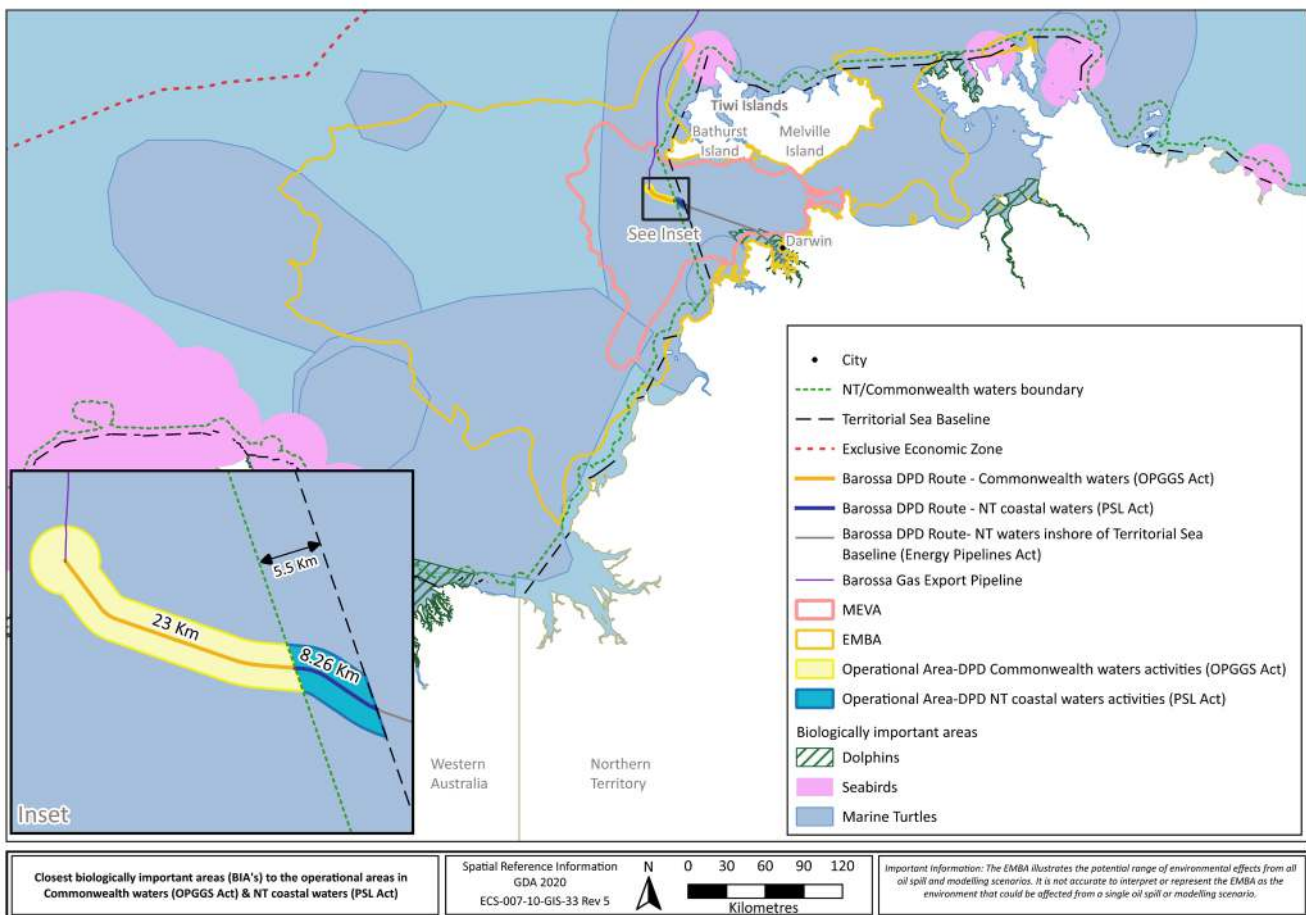 Tiwi Islands
Bathurst
Island
Melville
Island
See Inset
Darwin
City
NT/Commonwealth waters boundary
Territorial Sea Baseline
Exclusive Economic Zone
Barossa DPD Route - Commonwealth waters (OPGGS Act)
Barossa DPD Route - NT coastal waters (PSL Act)
Barossa DPD Route- NT waters inshore of Territorial Sea
Baseline (Energy Pipelines Act)
Barossa Gas Export Pipeline
MEVA
EMBA
Operational Area-DPD Commonwealth waters activities (OPGGS Act)
Operational Area-DPD NT coastal waters activities (PSL Act)
Biologically important areas
Dolphins
Seabirds
Marine Turtles
5.5 Km
23 Km
8.26 Km
Inset
Western
Australia
Northern
Territory
Closest biologically important areas (BIA's) to the operational areas in
Commonwealth waters (OPGGS Act) & NT coastal waters (PSL Act)
Spatial Reference Information
GDA 2020
ECS-007-10-GIS-33 Rev 5
N
0 30 60 90 120
Kilometres
Important Information: The EMBA illustrates the potential range of environmental effects from all
oil spill and modelling scenarios. It is not accurate to interpret or represent the EMBA as the
environment that could be affected from a single oil spill or modelling scenario.